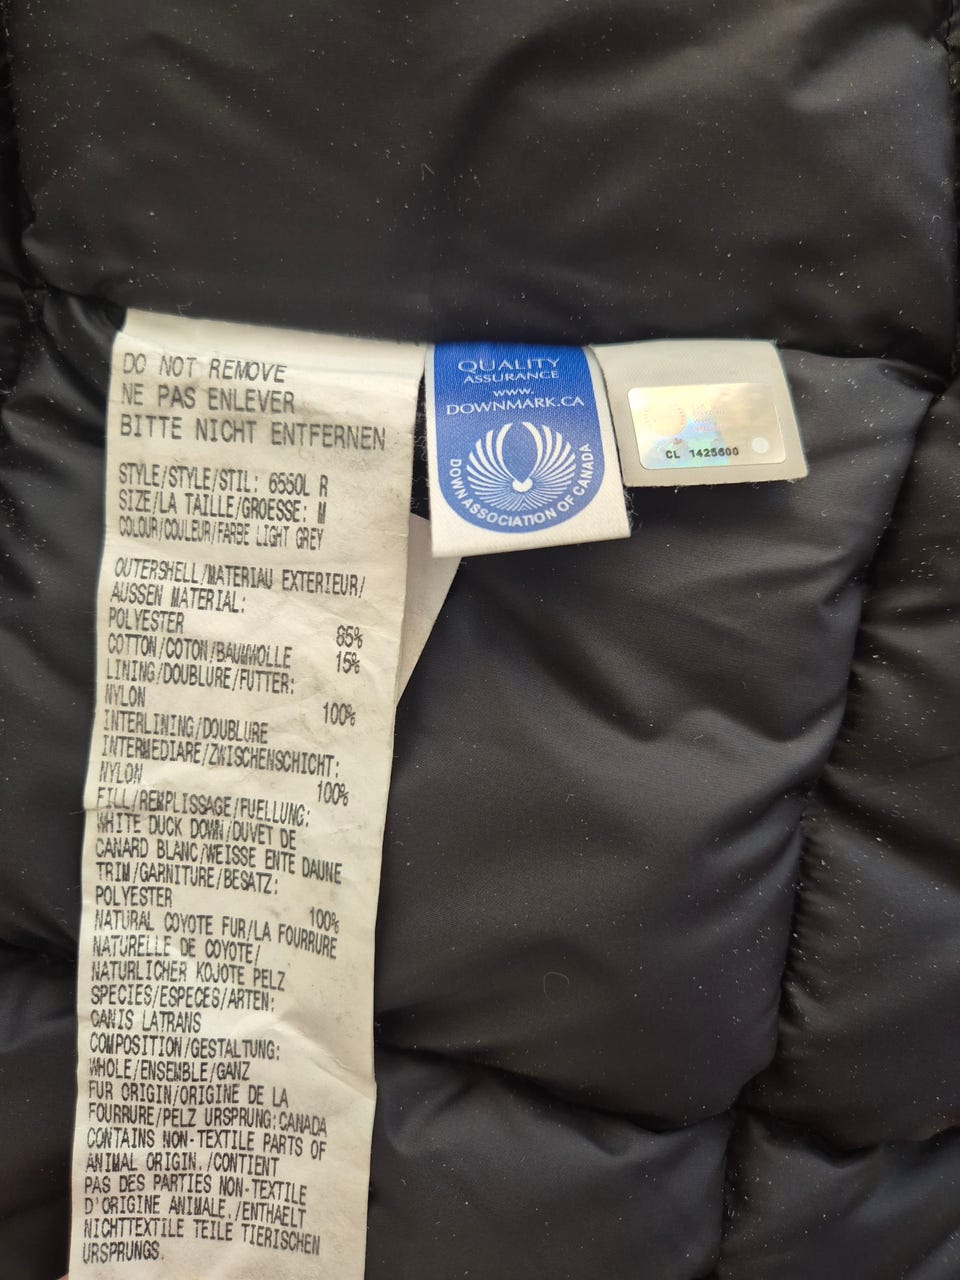 DO NOT REMOVE
NE PAS ENLEVER
BITTE NICHT ENTFERNEN
STYLE/STYLE/STIL: 6550L R
SIZE/LA TAILLE/GROESSE: M
COLOUR/COULEUR/FARBE LIGHT GREY
OUTERSHELL/MATERIAU EXTERIEUR/
AUSSEN MATERIAL:
POLYESTER 85%
COTTON/COTON/BAUMWOLLE 15%
LINING/DOUBLURE/FUTTER:
NYLON 100%
INTERLINING/DOUBLURE
INTERMEDIARE/ZWISCHENSCHICHT:
NYLON 100%
FILL/REMPLISSAGE/FUELLUNG:
WHITE DUCK DOWN/DUVET DE
CANARD BLANC/WEISSE ENTE DAUNE
TRIM/GARNITURE/BESATZ:
POLYESTER 100%
NATURAL COYOTE FUR/LA FOURRURE
NATURELLE DE COYOTE/
NATURLICHER KOJOTE PELZ
SPECIES/ESPECES/ARTEN:
CANIS LATRANS
COMPOSITION/GESTALTUNG:
WHOLE/ENSEMBLE/GANZ
FUR ORIGIN/ORIGINE DE LA
FOURRURE/PELZ URSPRUNG:CANADA
CONTAINS NON-TEXTILE PARTS OF
ANIMAL ORIGIN./CONTIENT
PAS DES PARTIES NON-TEXTILE
D'ORIGINE ANIMALE./ENTHAELT
NICHTTEXTILE TEILE TIERISCHEN
URSPRUNGS.
QUALITY
ASSURANCE
www.
DOWNMARK.CA
DOWN ASSOCIATION OF CANADA
CL 1425600